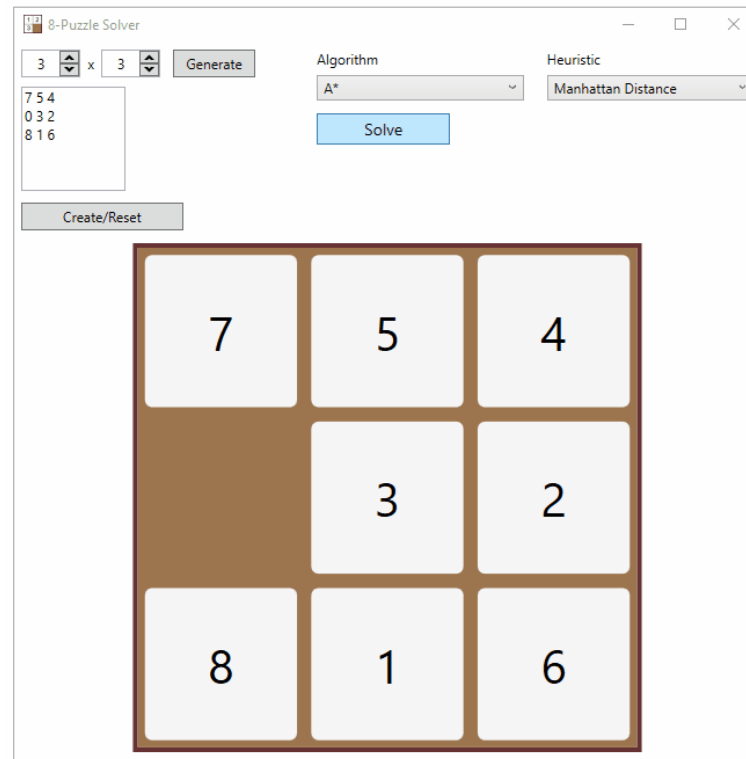 8-Puzzle Solver
3 x 3 Generate
Algorithm Heuristic
A* Manhattan Distance
7 5 4
0 3 2
8 1 6
Solve
Create/Reset
7 5 4
3 2
8 1 6